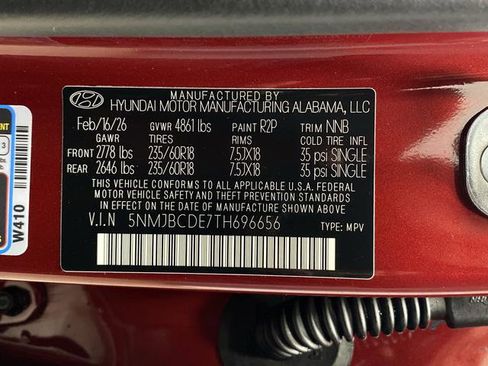 MANUFACTURED BY
HYUNDAI MOTOR MANUFACTURING ALABAMA, LLC
Feb/16/26 GVWR 4861 lbs PAINT R2P TRIM NNB
GAWR TIRES RIMS COLD TIRE INFL
FRONT 2778 lbs 235/60R18 7.5JX18 35 psi SINGLE
REAR 2646 lbs 235/60R18 7.5JX18 35 psi SINGLE
THIS VEHICLE CONFORMS TO ALL APPLICABLE U.S.A. FEDERAL
MOTOR VEHICLE SAFETY AND THEFT PREVENTION
STANDARDS IN EFFECT ON THE DATE OF MANUFACTURE
SHOWN ABOVE.
V.I.N 5NMJBCDE7TH696656 TYPE: MPV
W410
3